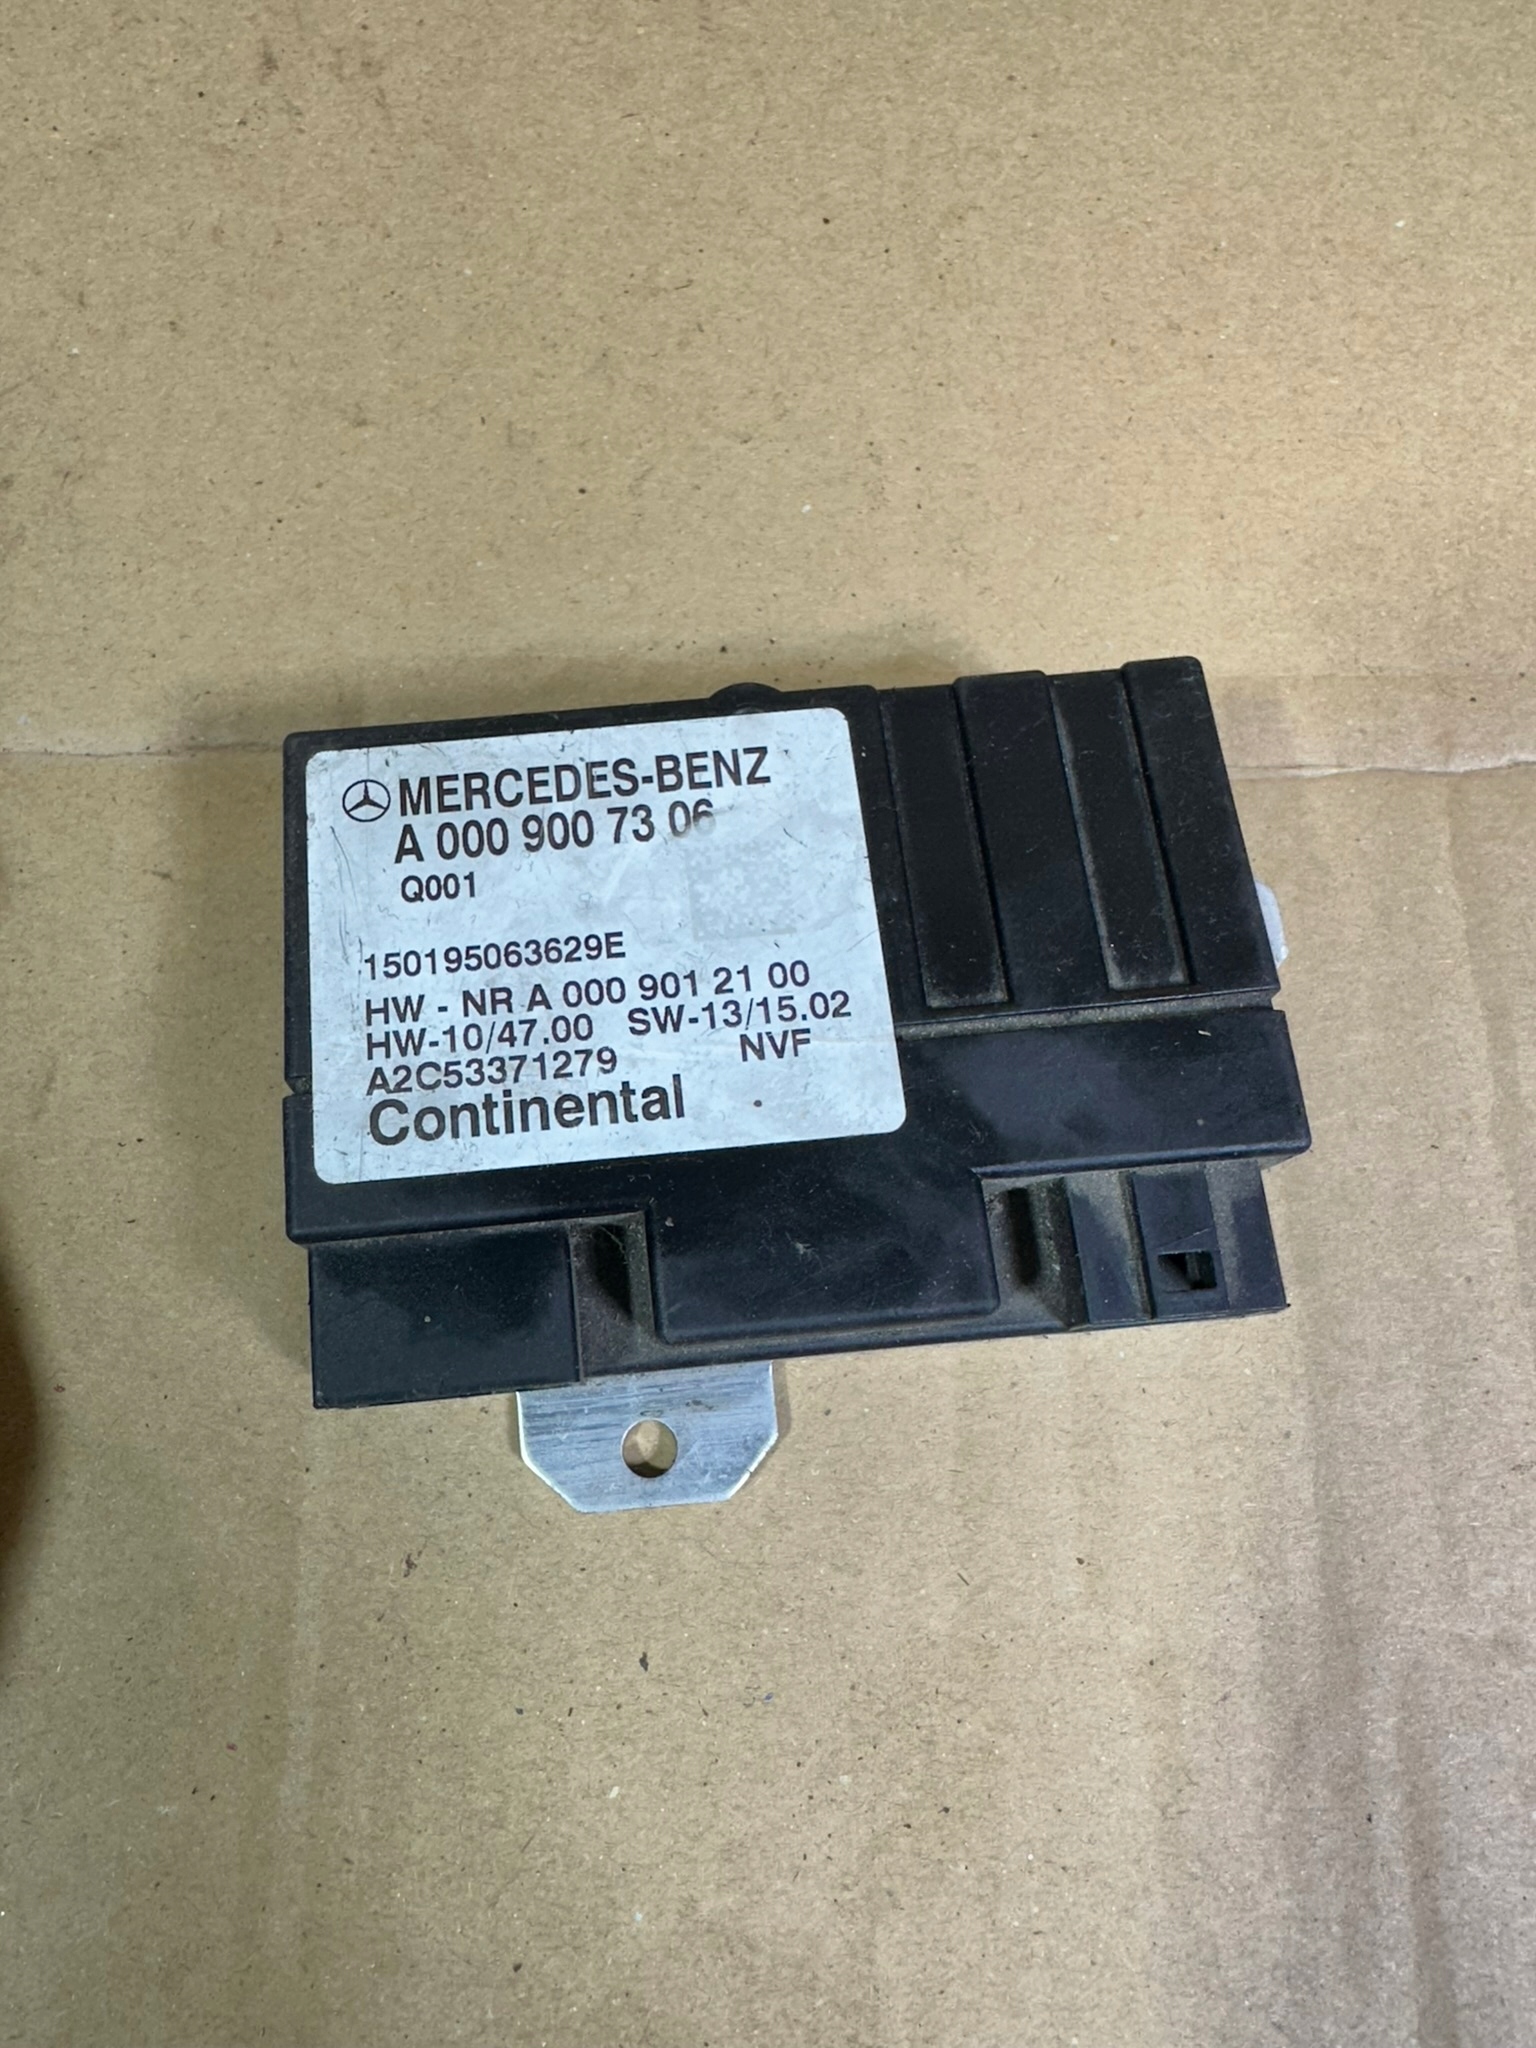 MERCEDES-BENZ
A 000 900 73 06
Q001
150195063629E
HW - NR A 000 901 21 00
HW-10/47.00 SW-13/15.02
A2C53371279 NVF
Continental